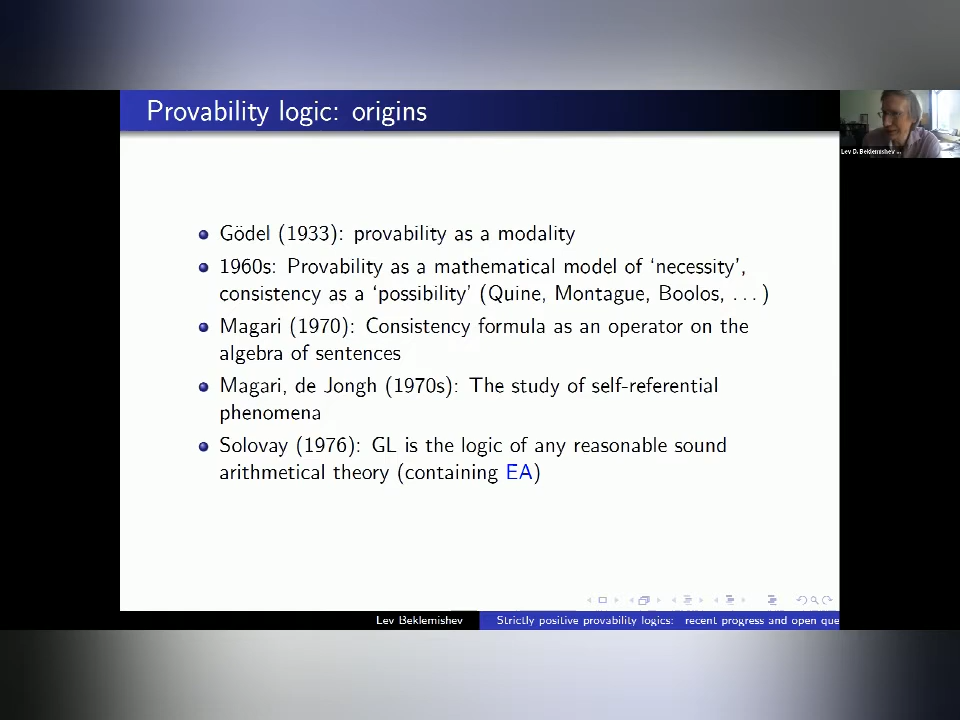 Provability logic: origins
Lev D. Beklemishev ...
Gödel (1933): provability as a modality
1960s: Provability as a mathematical model of ‘necessity’,
consistency as a ‘possibility’ (Quine, Montague, Boolos, ... )
Magari (1970): Consistency formula as an operator on the
algebra of sentences
Magari, de Jongh (1970s): The study of self-referential
phenomena
Solovay (1976): GL is the logic of any reasonable sound
arithmetical theory (containing EA)
Lev Beklemishev
Strictly positive provability logics: recent progress and open que